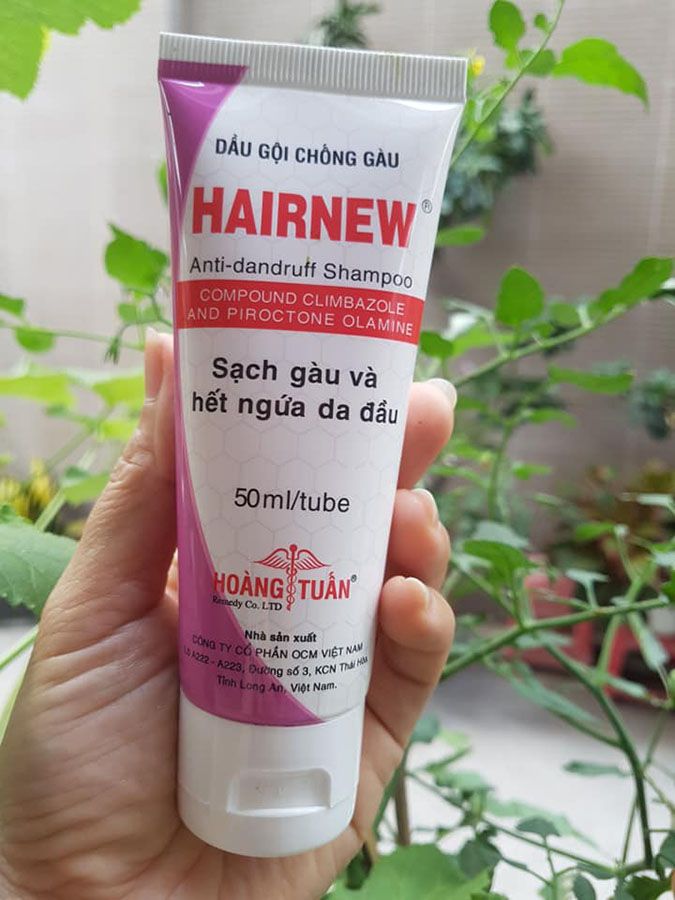 DẦU GỘI CHỐNG GÀU
HAIRNEW®
Anti-dandruff Shampoo
COMPOUND CLIMBAZOLE
AND PIROCTONE OLAMINE
Sạch gàu và
hết ngứa da đầu
50ml/tube
HOÀNG TUẤN®
Remedy Co. LTD
Nhà sản xuất
CÔNG TY CỔ PHẦN OCM VIỆT NAM
Lô A222 - A223, Đường số 3, KCN Thái Hòa,
Tỉnh Long An, Việt Nam.